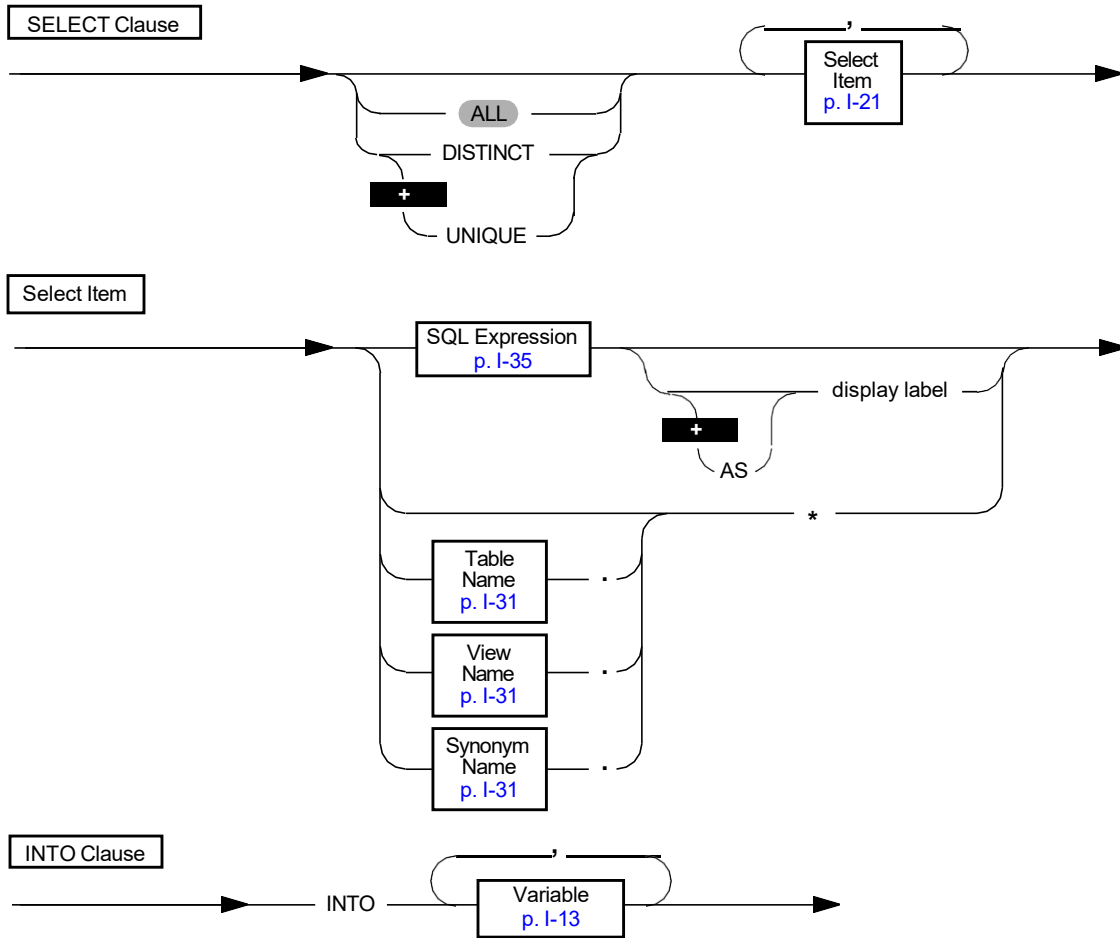 SELECT Clause
,
Select
Item
p. I-21
ALL
DISTINCT
+
UNIQUE
Select Item
SQL Expression
p. I-35
display label
+
AS
*
Table
Name
p. I-31
.
View
Name
p. I-31
.
Synonym
Name
p. I-31
.
INTO Clause
,
INTO
Variable
p. I-13